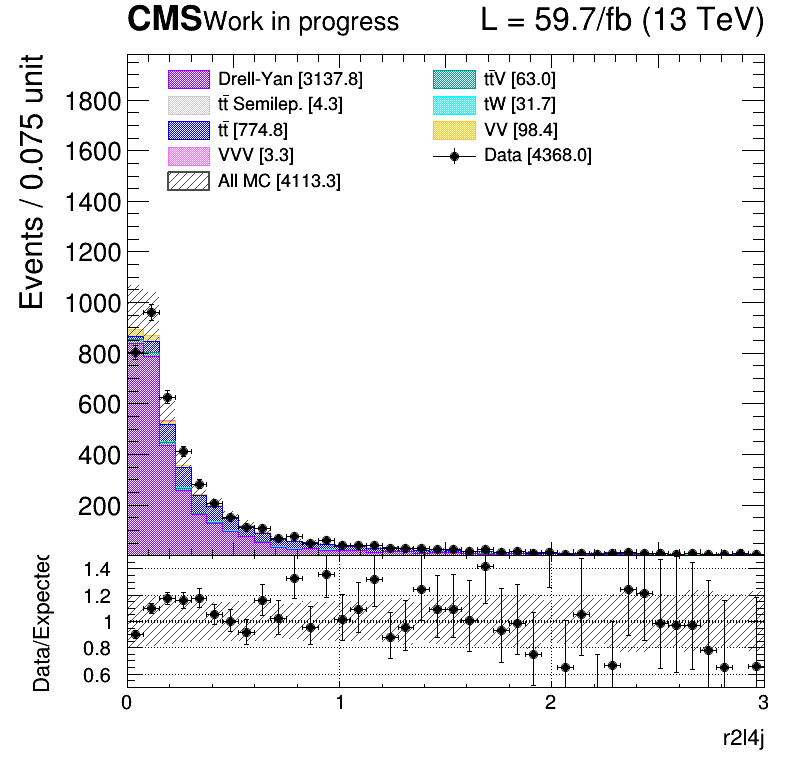 CMS Work in progress L = 59.7/fb (13 TeV)
Events / 0.075 unit
1800
1600
1400
1200
1000
800
600
400
200
Drell-Yan [3137.8]
tt̄ Semilep. [4.3]
tt̄ [774.8]
VVV [3.3]
All MC [4113.3]
tt̄V [63.0]
tW [31.7]
VV [98.4]
Data [4368.0]
Data/Expected
1.4
1.2
1
0.8
0.6
0 1 2 3
r2l4j